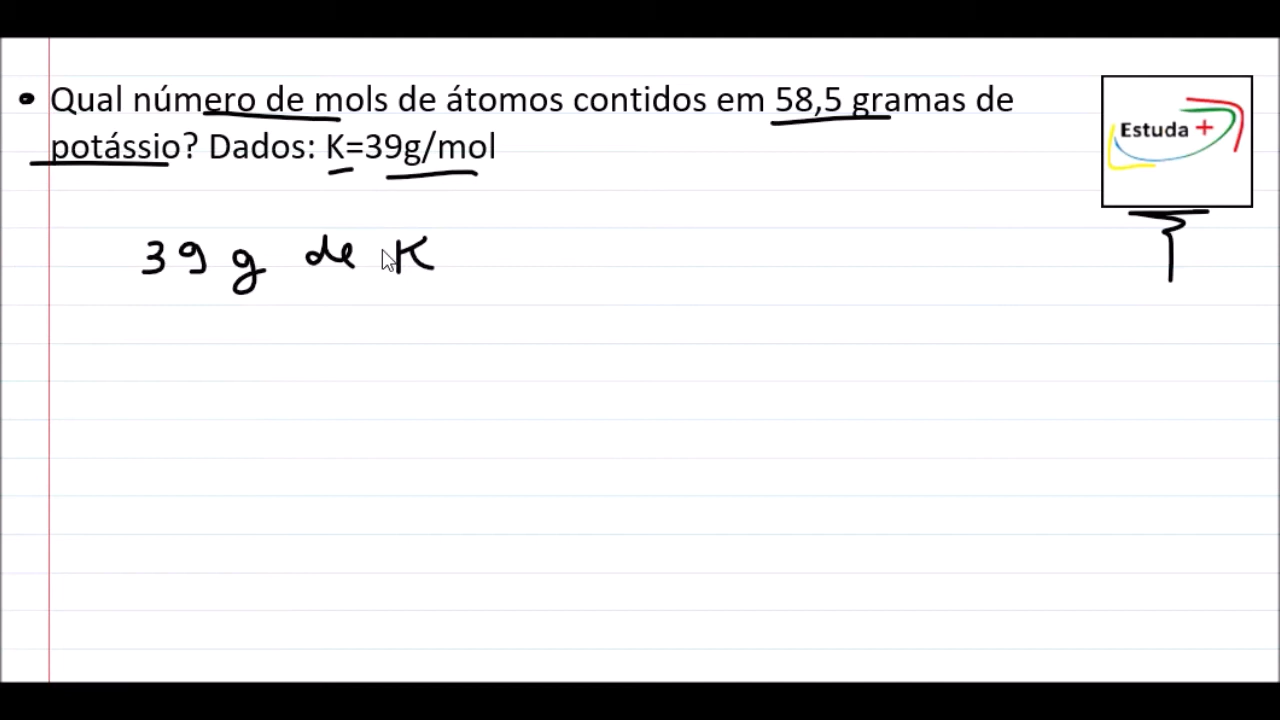 • Qual número de mols de átomos contidos em 58,5 gramas de
potássio? Dados: K=39g/mol
Estuda +
39 g de K